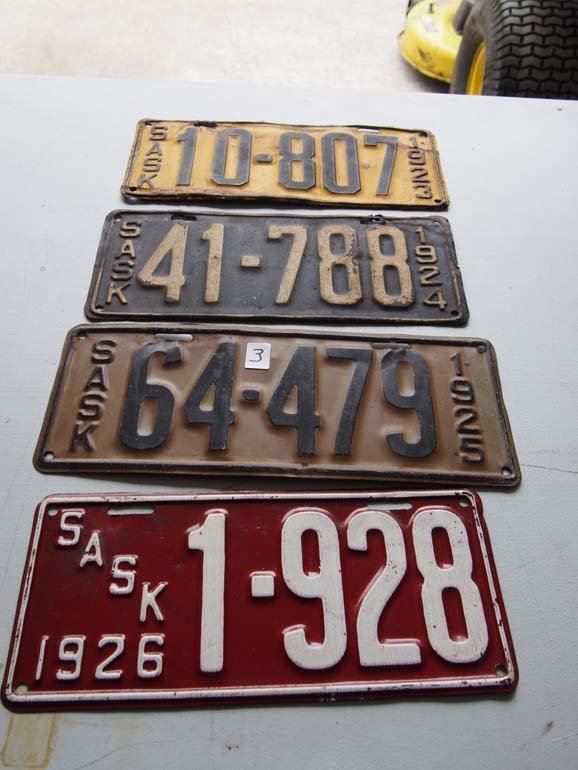 SASK 10-807 1923
SASK 41-788 1924
SASK 64-479 1925
3
SASK 1-928
1926